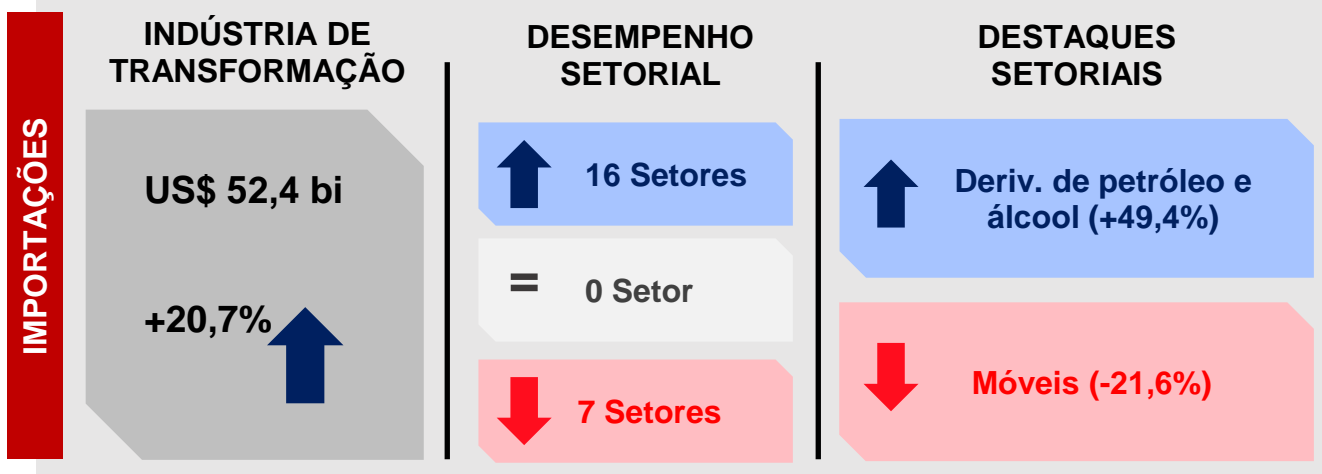 IMPORTAÇÕES
INDÚSTRIA DE
TRANSFORMAÇÃO
US$ 52,4 bi
+20,7%
DESEMPENHO
SETORIAL
16 Setores
=
0 Setor
7 Setores
DESTAQUES
SETORIAIS
Deriv. de petróleo e
álcool (+49,4%)
Móveis (-21,6%)